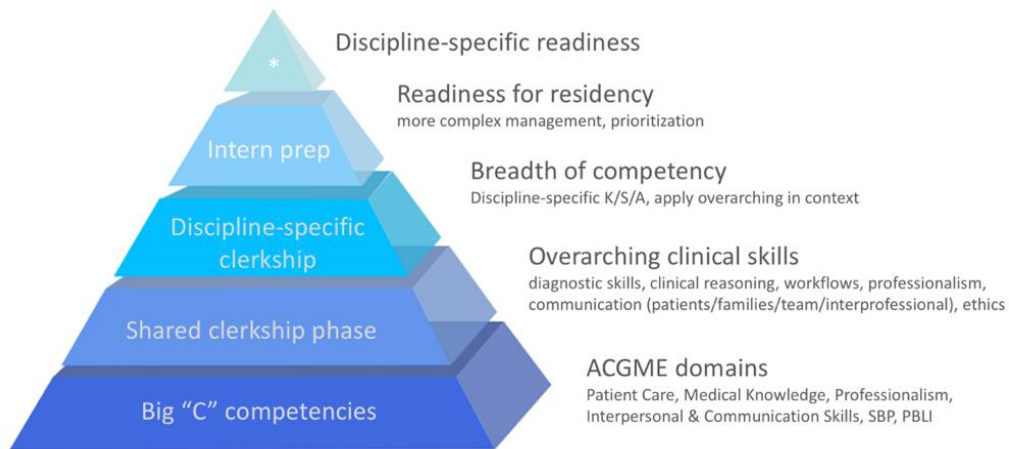 *
Discipline-specific readiness
Intern prep
Readiness for residency
more complex management, prioritization
Discipline-specific
clerkship
Breadth of competency
Discipline-specific K/S/A, apply overarching in context
Shared clerkship phase
Overarching clinical skills
diagnostic skills, clinical reasoning, workflows, professionalism,
communication (patients/families/team/interprofessional), ethics
Big “C” competencies
ACGME domains
Patient Care, Medical Knowledge, Professionalism,
Interpersonal & Communication Skills, SBP, PBLI